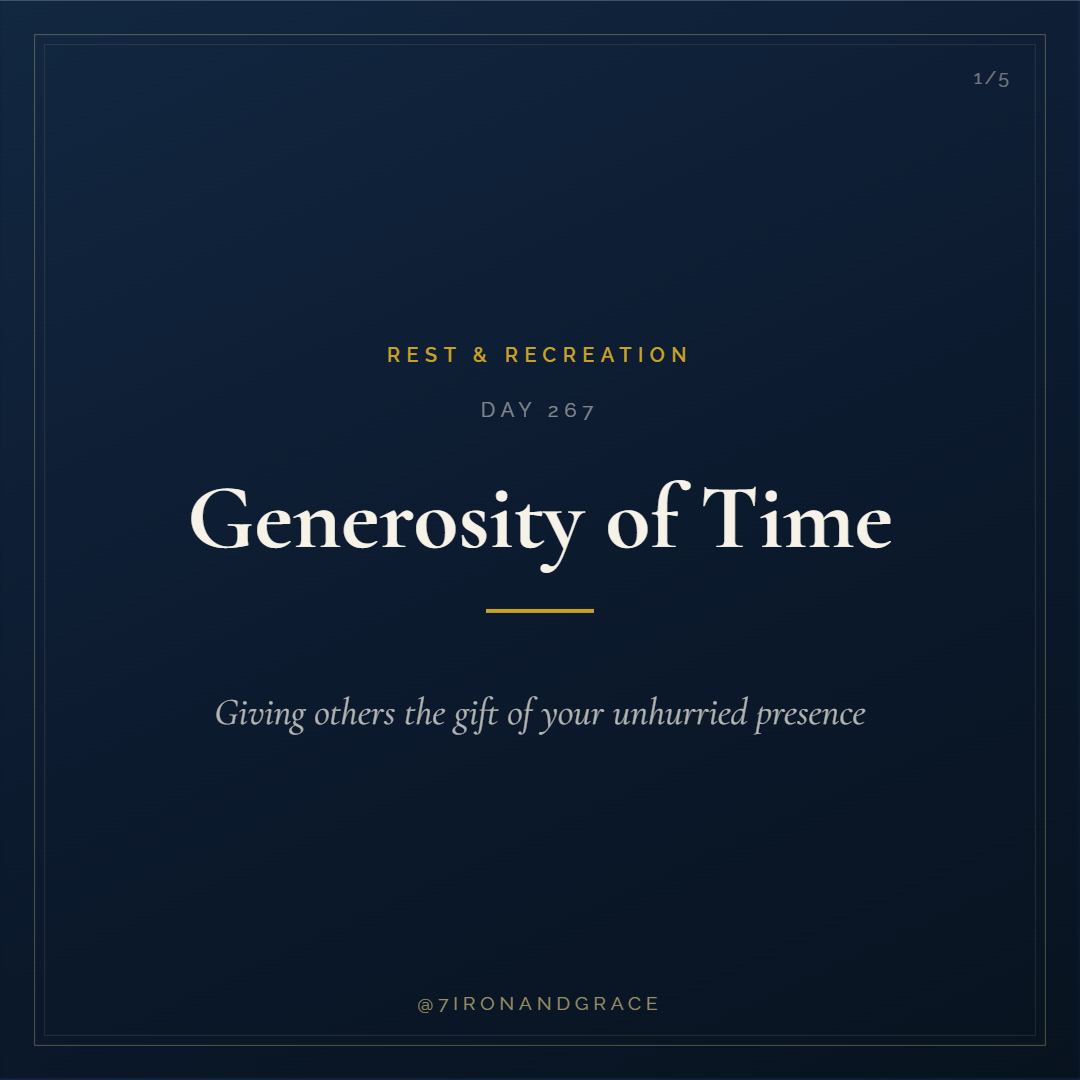 1/5
REST & RECREATION
DAY 267
Generosity of Time
Giving others the gift of your unhurried presence
@7IRONANDGRACE